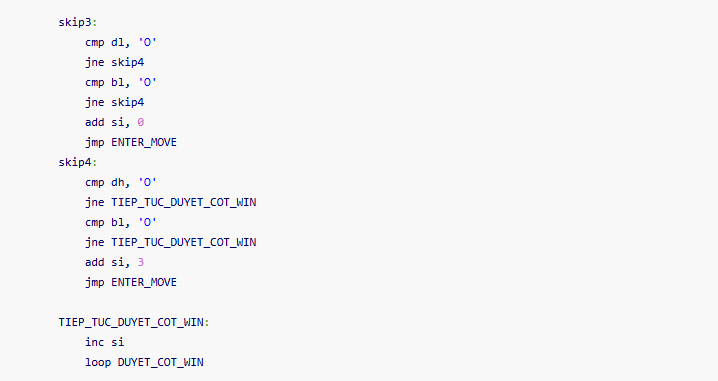 skip3:
cmp dl, 'O'
jne skip4
cmp bl, 'O'
jne skip4
add si, 0
jmp ENTER_MOVE
skip4:
cmp dh, 'O'
jne TIEP_TUC_DUYET_COT_WIN
cmp bl, 'O'
jne TIEP_TUC_DUYET_COT_WIN
add si, 3
jmp ENTER_MOVE
TIEP_TUC_DUYET_COT_WIN:
inc si
loop DUYET_COT_WIN